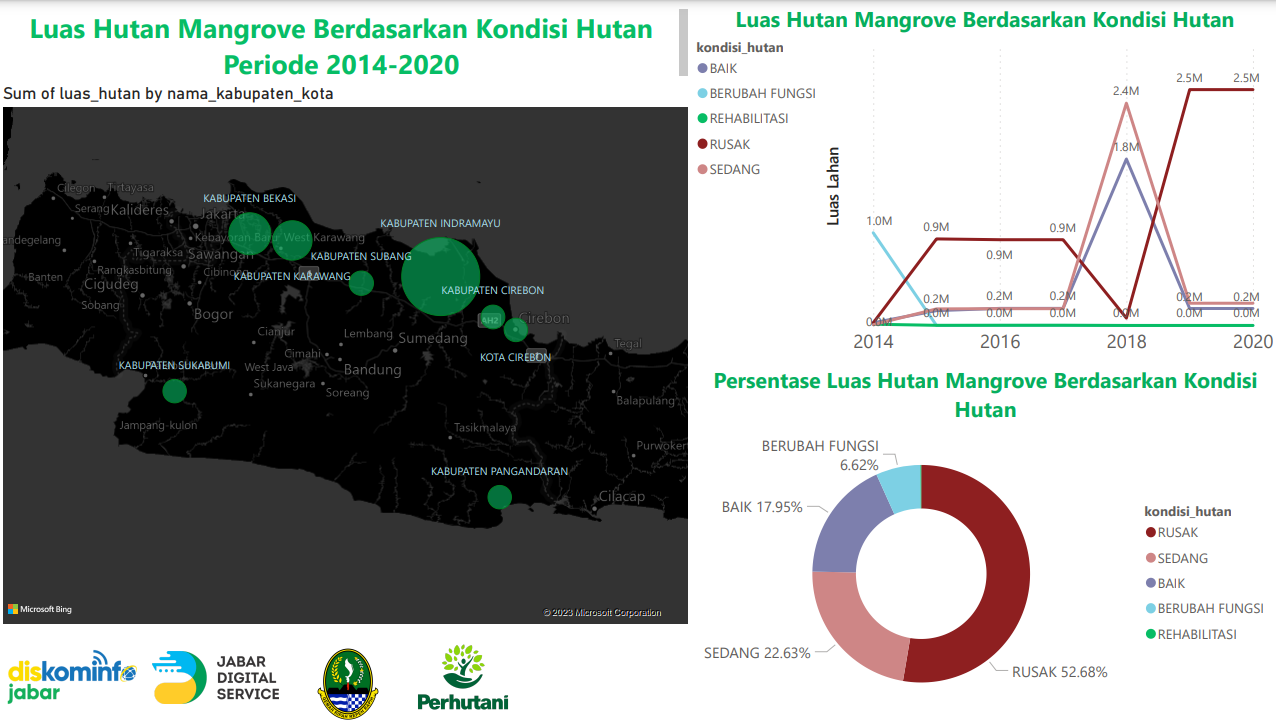 Luas Hutan Mangrove Berdasarkan Kondisi Hutan
Periode 2014-2020
Sum of luas_hutan by nama_kabupaten_kota
Cilegon
Tirtayasa
Serang
Kalideres
Jakarta
KABUPATEN BEKASI
KABUPATEN INDRAMAYU
andegelang
Kebayoran Baru
West Karawang
Tigaraksa
Sawangan
KABUPATEN SUBANG
Banten
Rangkasbitung
Cibinong
KABUPATEN KARAWANG
Cigudeg
KABUPATEN CIREBON
Sobang
Bogor
AH2
Cirebon
Cianjur
Lembang
Sumedang
Tegal
Cimahi
KOTA CIREBON
KABUPATEN SUKABUMI
West Java
Bandung
Sukanegara
Soreang
Balapulang
Jampang-kulon
Tasikmalaya
Purwoker
KABUPATEN PANGANDARAN
Cilacap
Microsoft Bing
© 2023 Microsoft Corporation
diskominfo
jabar
JABAR
DIGITAL
SERVICE
Perhutani
Luas Hutan Mangrove Berdasarkan Kondisi Hutan
kondisi_hutan
BAIK
BERUBAH FUNGSI
REHABILITASI
RUSAK
SEDANG
Luas Lahan
2.5M 2.5M
2.4M
1.8M
1.0M
0.9M 0.9M
0.9M
0.2M 0.2M 0.2M 0.2M 0.2M
0.0M 0.0M 0.0M 0.0M 0.0M 0.0M 0.0M
2014 2016 2018 2020
Persentase Luas Hutan Mangrove Berdasarkan Kondisi
Hutan
BERUBAH FUNGSI
6.62%
BAIK 17.95%
SEDANG 22.63%
RUSAK 52.68%
kondisi_hutan
RUSAK
SEDANG
BAIK
BERUBAH FUNGSI
REHABILITASI